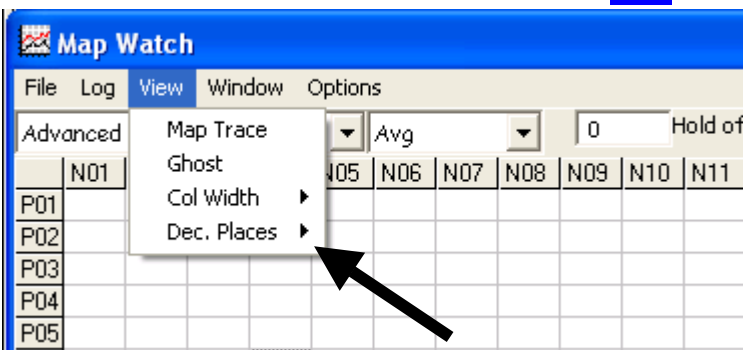 Map Watch
File Log View Window Options
Advanced Avg 0 Hold of
Map Trace
Ghost
Col Width
Dec. Places
N01 N05 N06 N07 N08 N09 N10 N11
P01
P02
P03
P04
P05